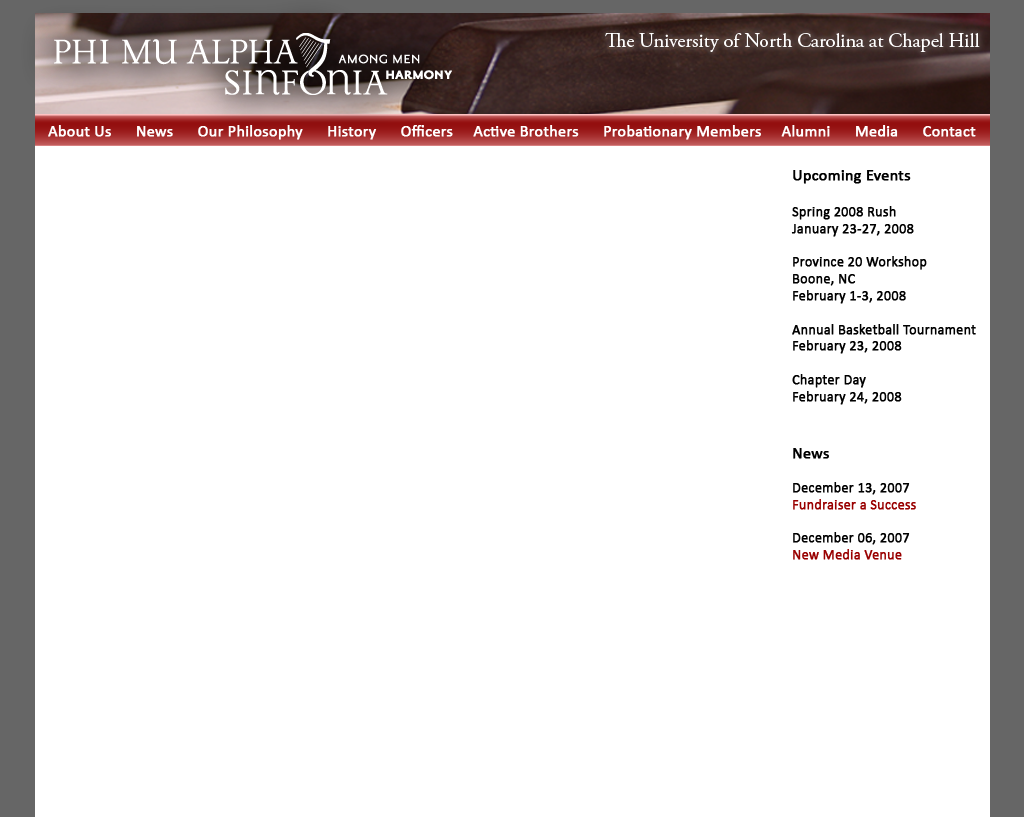 PHI MU ALPHA
SINFONIA
AMONG MEN
HARMONY
The University of North Carolina at Chapel Hill
About Us News Our Philosophy History Officers Active Brothers Probationary Members Alumni Media Contact
Upcoming Events
Spring 2008 Rush
January 23-27, 2008
Province 20 Workshop
Boone, NC
February 1-3, 2008
Annual Basketball Tournament
February 23, 2008
Chapter Day
February 24, 2008
News
December 13, 2007
Fundraiser a Success
December 06, 2007
New Media Venue